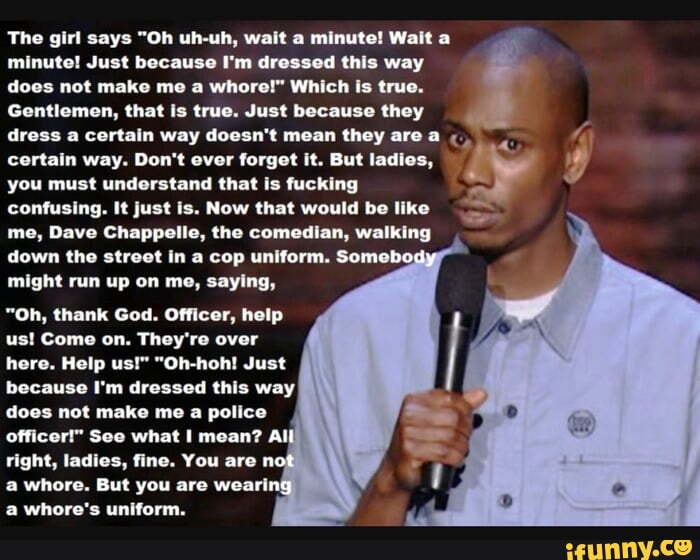 The girl says "Oh uh-uh, wait a minute! Wait a
minute! Just because I'm dressed this way
does not make me a whore!" Which is true.
Gentlemen, that is true. Just because they
dress a certain way doesn't mean they are a
certain way. Don't ever forget it. But ladies,
you must understand that is fucking
confusing. It just is. Now that would be like
me, Dave Chappelle, the comedian, walking
down the street in a cop uniform. Somebody
might run up on me, saying,
"Oh, thank God. Officer, help
us! Come on. They're over
here. Help us!" "Oh-hoh! Just
because I'm dressed this way
does not make me a police
officer!" See what I mean? All
right, ladies, fine. You are not
a whore. But you are wearing
a whore's uniform.
ifunny.co